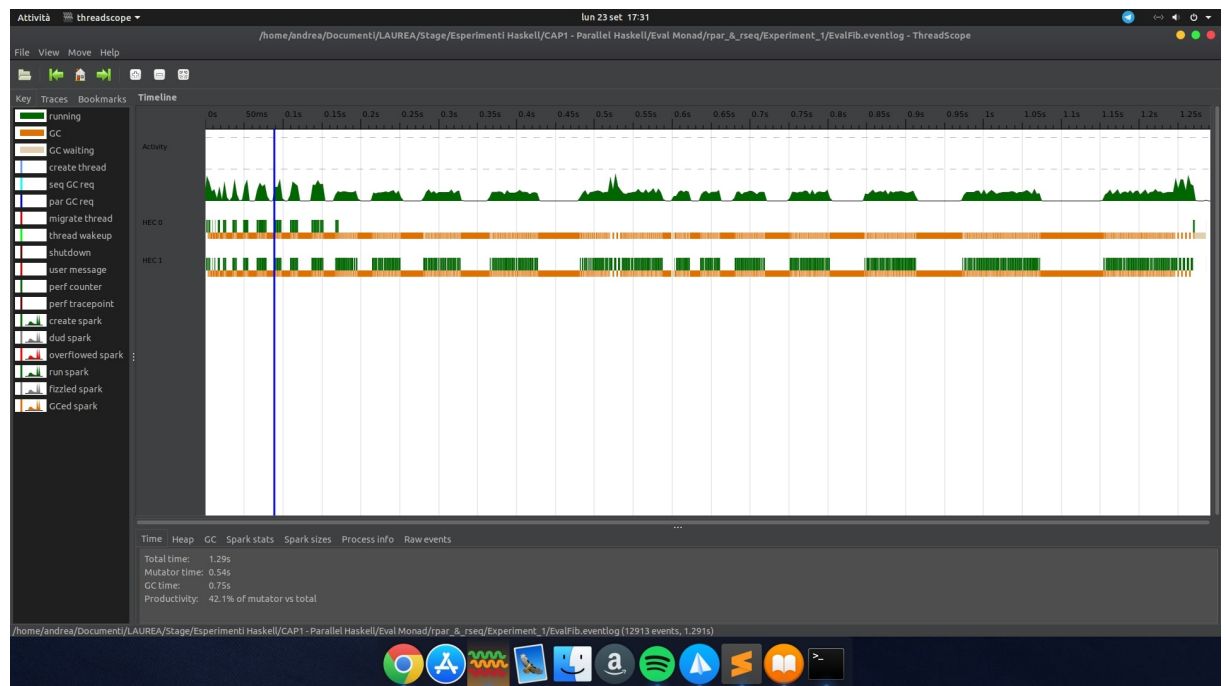 Attività threadscope lun 23 set 17:31
/home/andrea/Documenti/LAUREA/Stage/Esperimenti Haskell/CAP1 - Parallel Haskell/Eval Monad/rpar_&_rseq/Experiment_1/EvalFib.eventlog - ThreadScope
File View Move Help
Key Traces Bookmarks
running
GC
GC waiting
create thread
seq GC req
par GC req
migrate thread
thread wakeup
shutdown
user message
perf counter
perf tracepoint
create spark
dud spark
overflowed spark
run spark
fizzled spark
GCed spark
Timeline
0s 50ms 0.1s 0.15s 0.2s 0.25s 0.3s 0.35s 0.4s 0.45s 0.5s 0.55s 0.6s 0.65s 0.7s 0.75s 0.8s 0.85s 0.9s 0.95s 1s 1.05s 1.1s 1.15s 1.2s 1.25s
Activity
HEC 0
HEC 1
Time Heap GC Spark stats Spark sizes Process info Raw events
Total time: 1.29s
Mutator time: 0.54s
GC time: 0.75s
Productivity: 42.1% of mutator vs total
/home/andrea/Documenti/LAUREA/Stage/Esperimenti Haskell/CAP1 - Parallel Haskell/Eval Monad/rpar_&_rseq/Experiment_1/EvalFib.eventlog (12913 events, 1.291s)